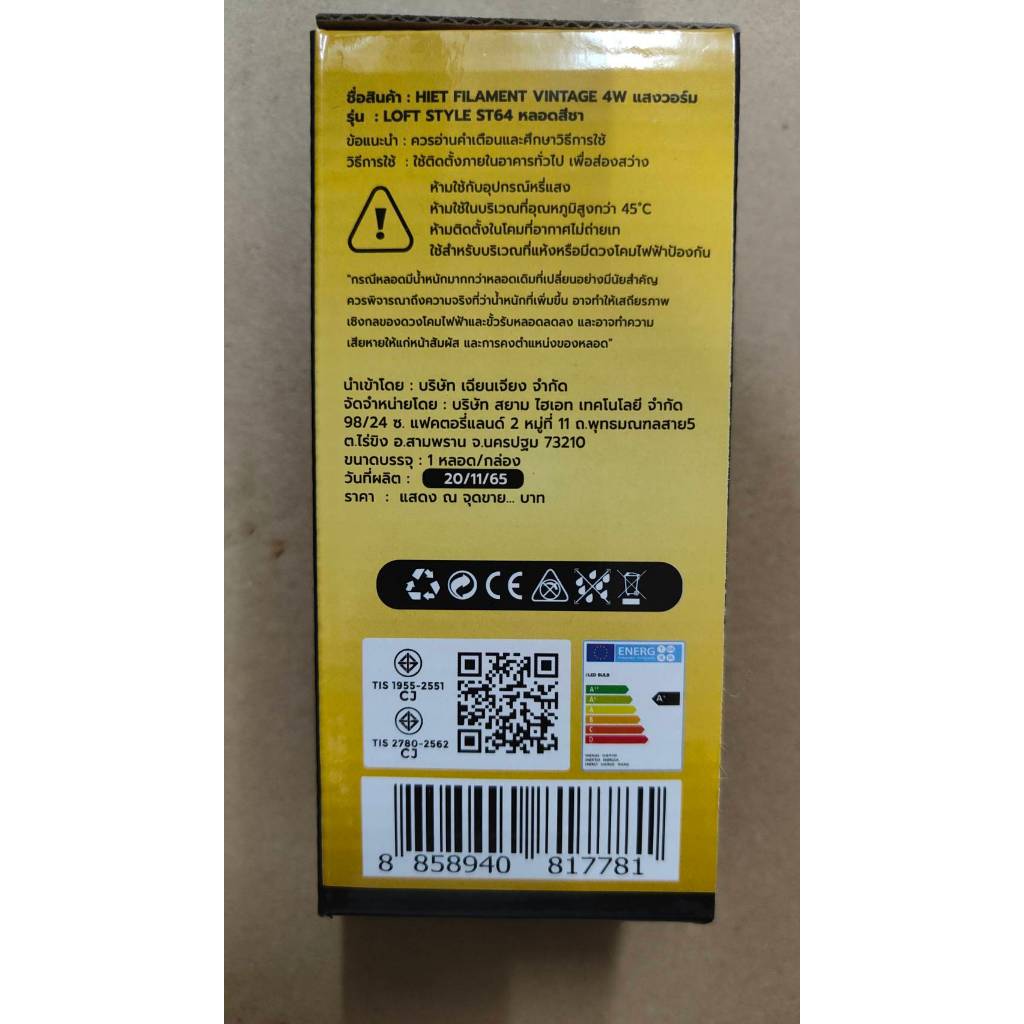 ชื่อสินค้า : HIET FILAMENT VINTAGE 4W แสงวอร์ม
รุ่น : LOFT STYLE ST64 หลอดสีชา
ข้อแนะนำ : ควรอ่านคำเตือนและศึกษาวิธีการใช้
วิธีการใช้ : ใช้ติดตั้งภายในอาคารทั่วไป เพื่อส่องสว่าง
ห้ามใช้กับอุปกรณ์หรี่แสง
ห้ามใช้ในบริเวณที่อุณหภูมิสูงกว่า 45°C
ห้ามติดตั้งในโคมที่อากาศไม่ถ่ายเท
ใช้สำหรับบริเวณที่แห้งหรือมีดวงโคมไฟฟ้าป้องกัน
"กรณีหลอดมีน้ำหนักมากกว่าหลอดเดิมที่เปลี่ยนอย่างมีนัยสำคัญ
ควรพิจารณาถึงความจริงที่ว่าน้ำหนักที่เพิ่มขึ้น อาจทำให้เสถียรภาพ
เชิงกลของดวงโคมไฟฟ้าและขั้วรับหลอดลดลง และอาจทำความ
เสียหายให้แก่หน้าสัมผัส และการคงตำแหน่งของหลอด"
นำเข้าโดย : บริษัท เฉียนเจียง จำกัด
จัดจำหน่ายโดย : บริษัท สยาม ไฮเอท เทคโนโลยี จำกัด
98/24 ซ. แฟคตอรี่แลนด์ 2 หมู่ที่ 11 ถ.พุทธมณฑลสาย5
ต.ไร่ขิง อ.สามพราน จ.นครปฐม 73210
ขนาดบรรจุ : 1 หลอด/กล่อง
วันที่ผลิต : 20/11/65
ราคา : แสดง ณ จุดขาย... บาท
CE
TIS 1955-2551
CJ
TIS 2780-2562
CJ
ENERG
LED BULB
A++
A+
A
B
C
D
A+
8 858940 817781